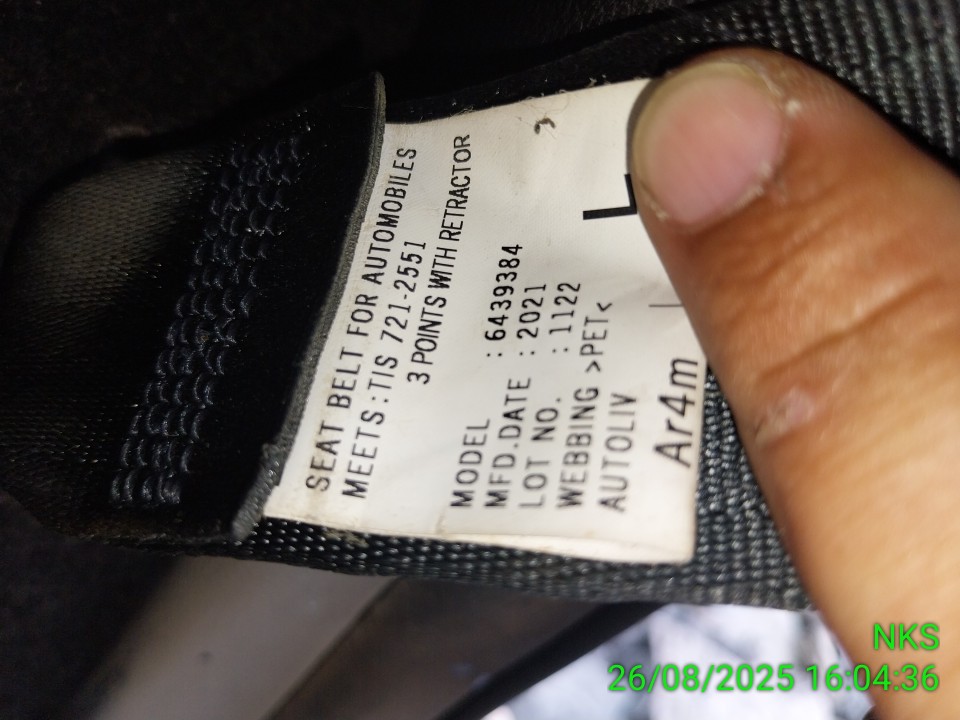 SEAT BELT FOR AUTOMOBILES
MEETS:TIS 721-2551
3 POINTS WITH RETRACTOR
MODEL : 6439384
MFD.DATE : 2021
LOT NO. : 1122
WEBBING >PET<
AUTOLIV
Ar4m
L
NKS
26/08/2025 16:04:36